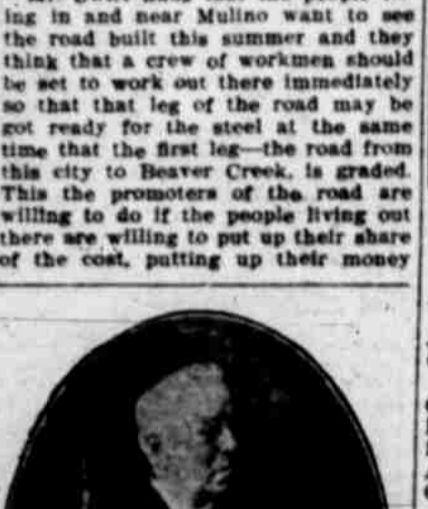 ing in and near Mulino want to see
the road built this summer and they
think that a crew of workmen should
be set to work out there immediately
so that that leg of the road may be
got ready for the steel at the same
time that the first leg—the road from
this city to Beaver Creek, is graded.
This the promoters of the road are
willing to do if the people living out
there are willing to put up their share
of the cost, putting up their money